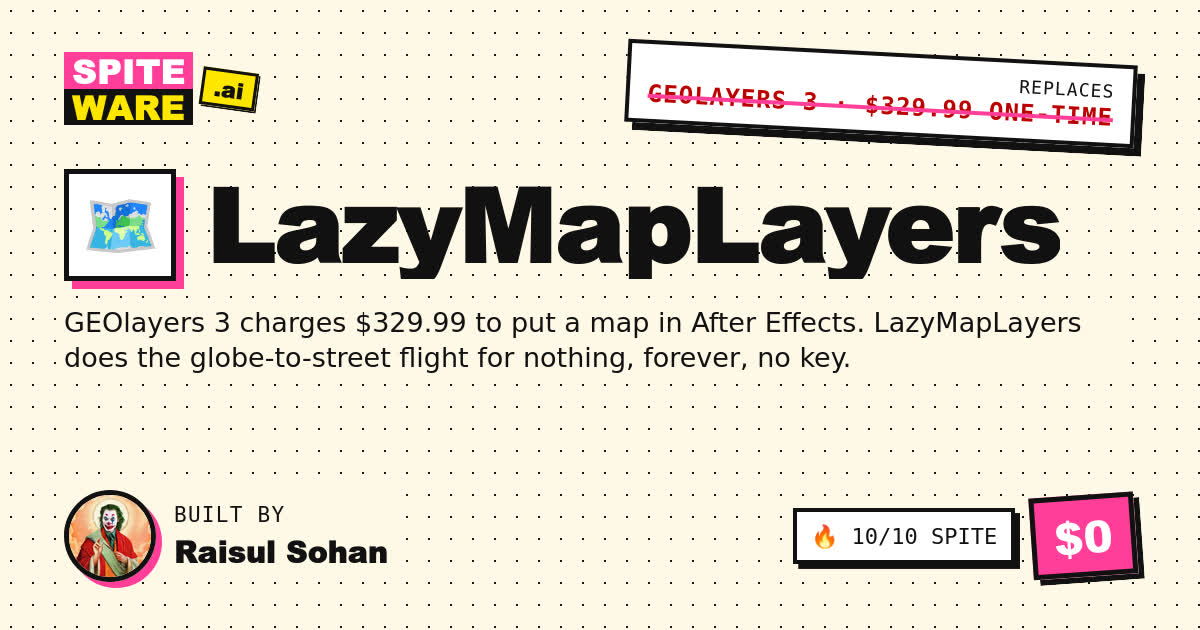 SPITE
WARE
.ai
REPLACES
GEOLAYERS 3 · $329.99 ONE-TIME
LazyMapLayers
GEOlayers 3 charges $329.99 to put a map in After Effects. LazyMapLayers
does the globe-to-street flight for nothing, forever, no key.
BUILT BY
Raisul Sohan
🔥 10/10 SPITE
$0